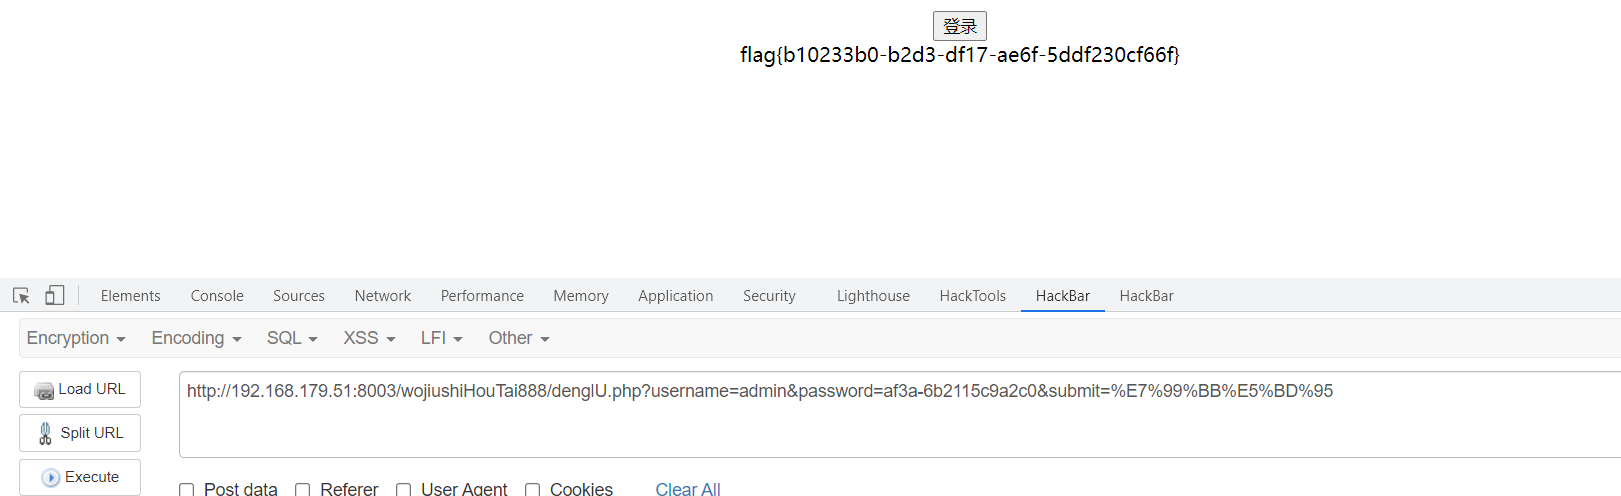 登录
flag{b10233b0-b2d3-df17-ae6f-5ddf230cf66f}
Elements Console Sources Network Performance Memory Application Security Lighthouse HackTools HackBar HackBar
Encryption Encoding SQL XSS LFI Other
Load URL
http://192.168.179.51:8003/wojiushiHouTai888/denglU.php?username=admin&password=af3a-6b2115c9a2c0&submit=%E7%99%BB%E5%BD%95
Split URL
Execute
Post data Referer User Agent Cookies Clear All